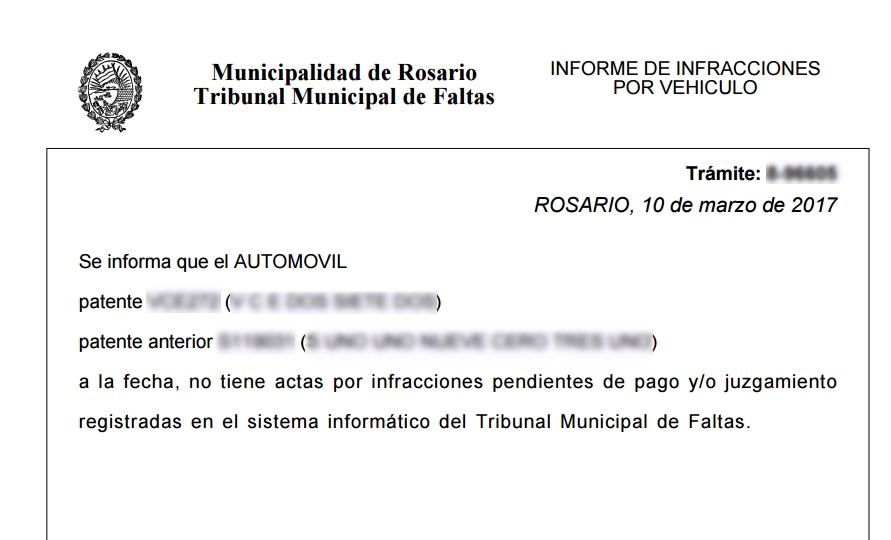 Municipalidad de Rosario
Tribunal Municipal de Faltas
INFORME DE INFRACCIONES
POR VEHICULO
Trámite:
ROSARIO, 10 de marzo de 2017
Se informa que el AUTOMOVIL
patente ( )
patente anterior ( )
a la fecha, no tiene actas por infracciones pendientes de pago y/o juzgamiento
registradas en el sistema informático del Tribunal Municipal de Faltas.